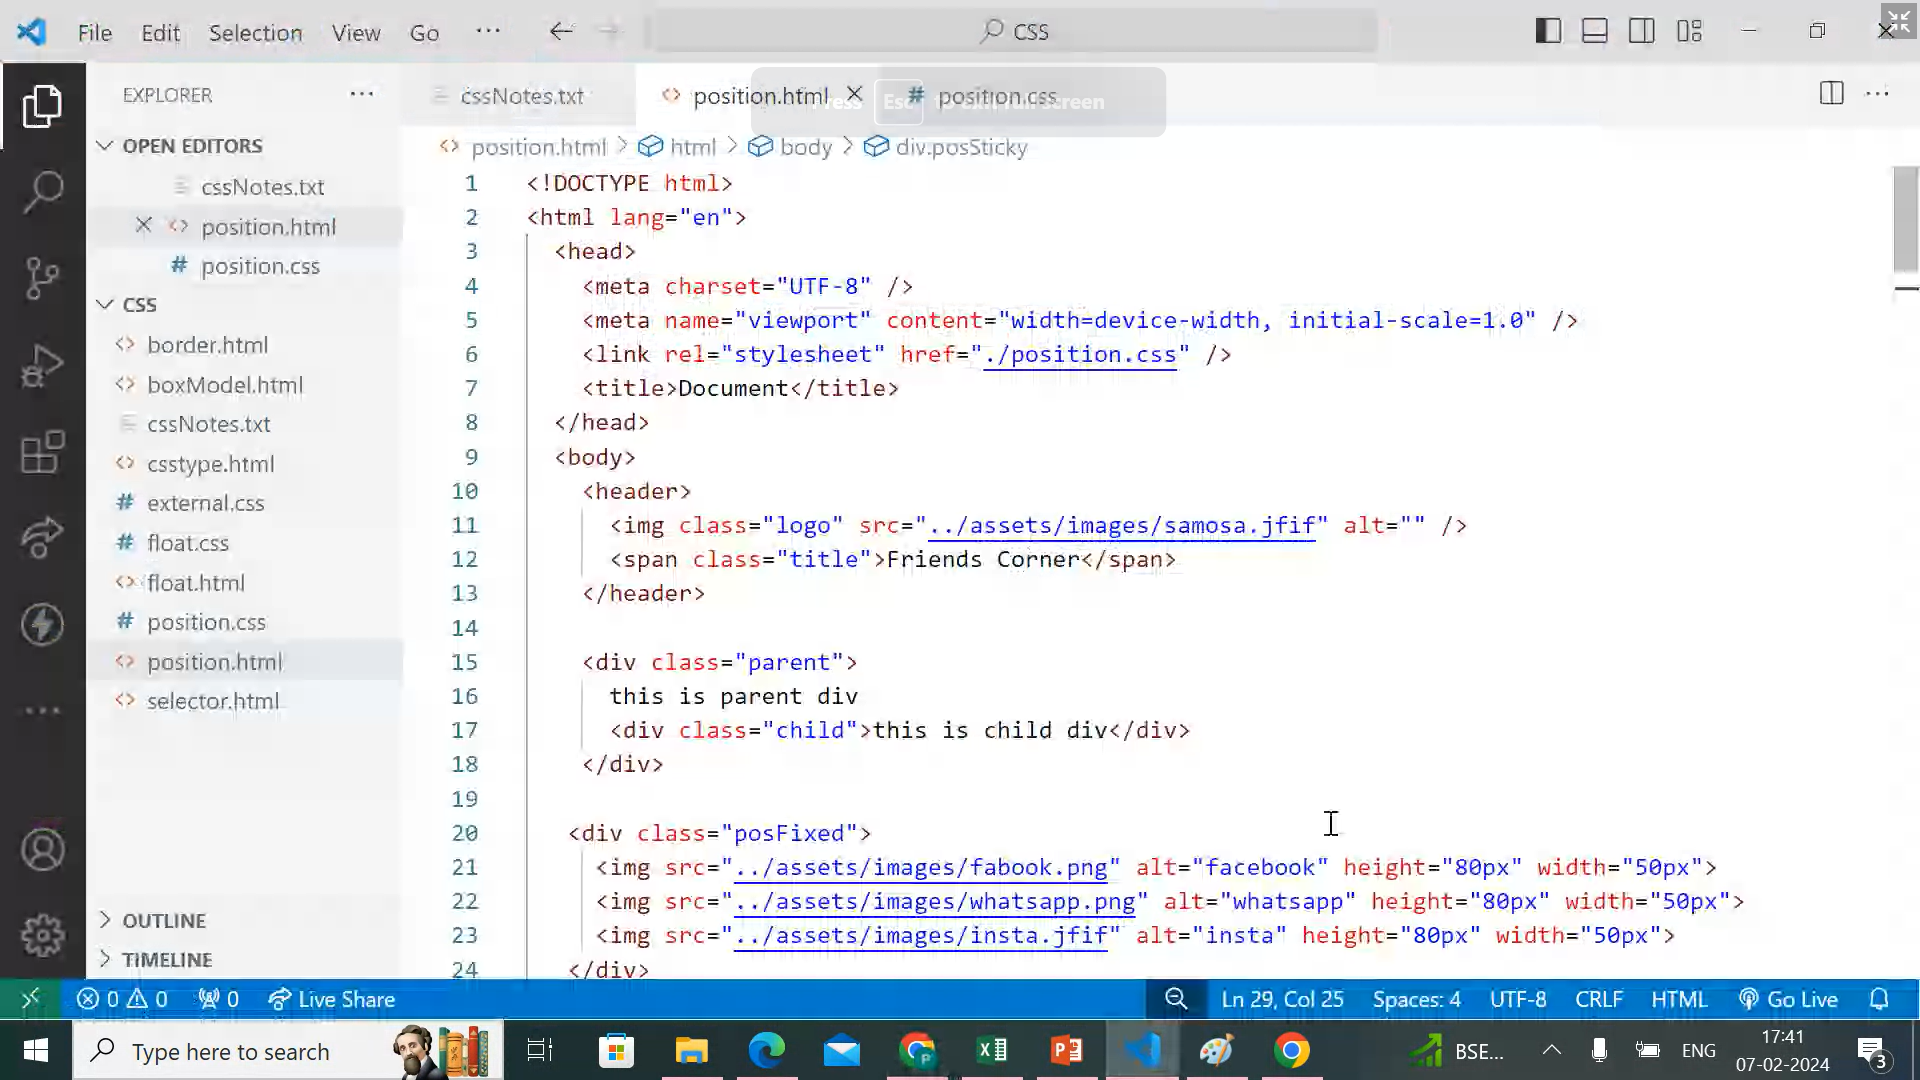 File Edit Selection View Go ··· CSS
EXPLORER ···
cssNotes.txt position.html # position.css
Press Esc to exit full screen
OPEN EDITORS
cssNotes.txt
position.html
# position.css
CSS
border.html
boxModel.html
cssNotes.txt
csstype.html
# external.css
# float.css
float.html
# position.css
position.html
selector.html
OUTLINE
TIMELINE
position.html > html > body > div.posSticky
1 <!DOCTYPE html>
2 <html lang="en">
3 <head>
4 <meta charset="UTF-8" />
5 <meta name="viewport" content="width=device-width, initial-scale=1.0" />
6 <link rel="stylesheet" href="./position.css" />
7 <title>Document</title>
8 </head>
9 <body>
10 <header>
11 <img class="logo" src="../assets/images/samosa.jfif" alt="" />
12 <span class="title">Friends Corner</span>
13 </header>
14
15 <div class="parent">
16 this is parent div
17 <div class="child">this is child div</div>
18 </div>
19
20 <div class="posFixed">
21 <img src="../assets/images/fabook.png" alt="facebook" height="80px" width="50px">
22 <img src="../assets/images/whatsapp.png" alt="whatsapp" height="80px" width="50px">
23 <img src="../assets/images/insta.jfif" alt="insta" height="80px" width="50px">
24 </div>
0 0 0 Live Share Ln 29, Col 25 Spaces: 4 UTF-8 CRLF HTML Go Live
Type here to search BSE... ENG 17:41
07-02-2024 3